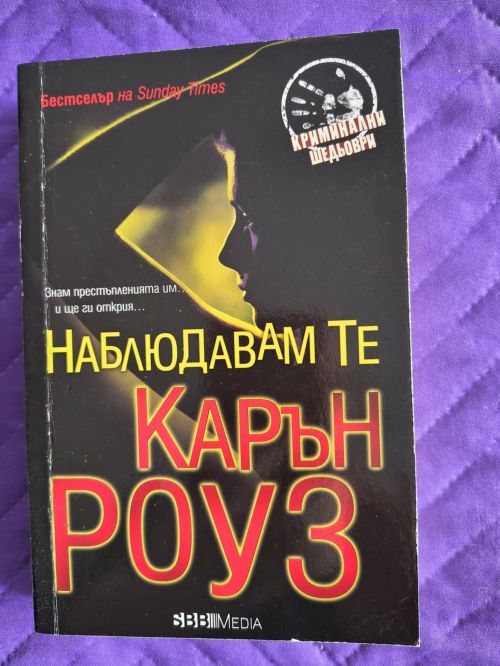 Бестселър на Sunday Times
КРИМИНАЛНИ
ШЕДЬОВРИ
Знам престъпленията им...
и ще ги открия...
НАБЛЮДАВАМ ТЕ
КАРЪН
РОУЗ
SBB MEDIA